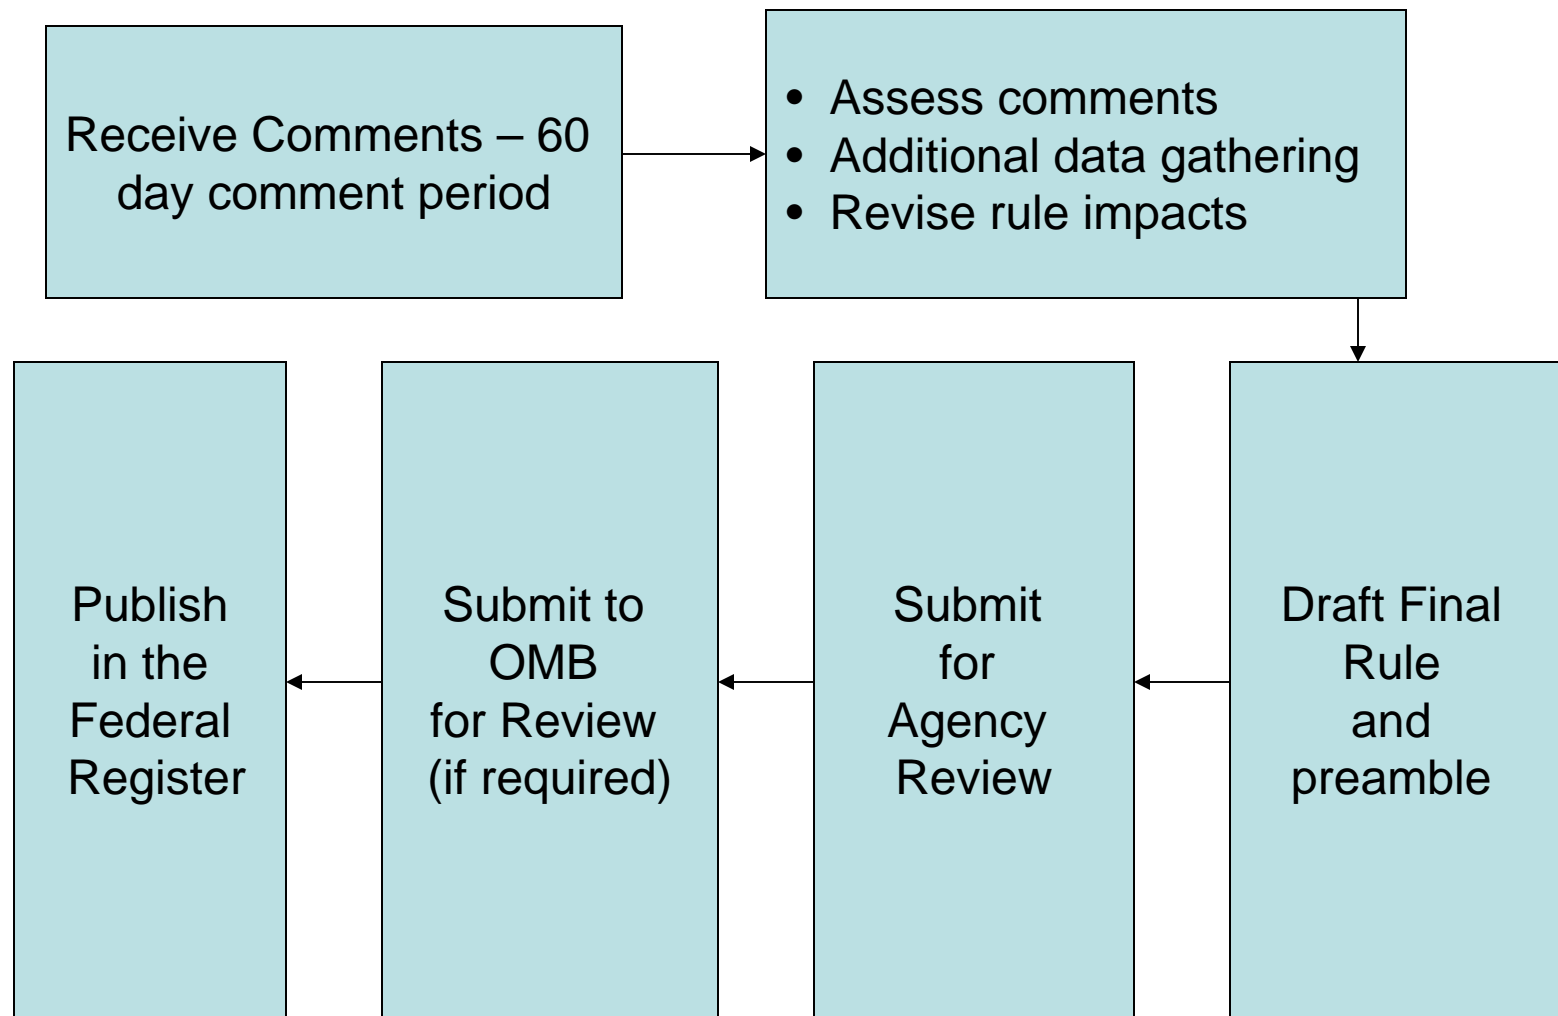 Receive Comments – 60
day comment period
• Assess comments
• Additional data gathering
• Revise rule impacts
Publish
in the
Federal
Register
Submit to
OMB
for Review
(if required)
Submit
for
Agency
Review
Draft Final
Rule
and
preamble